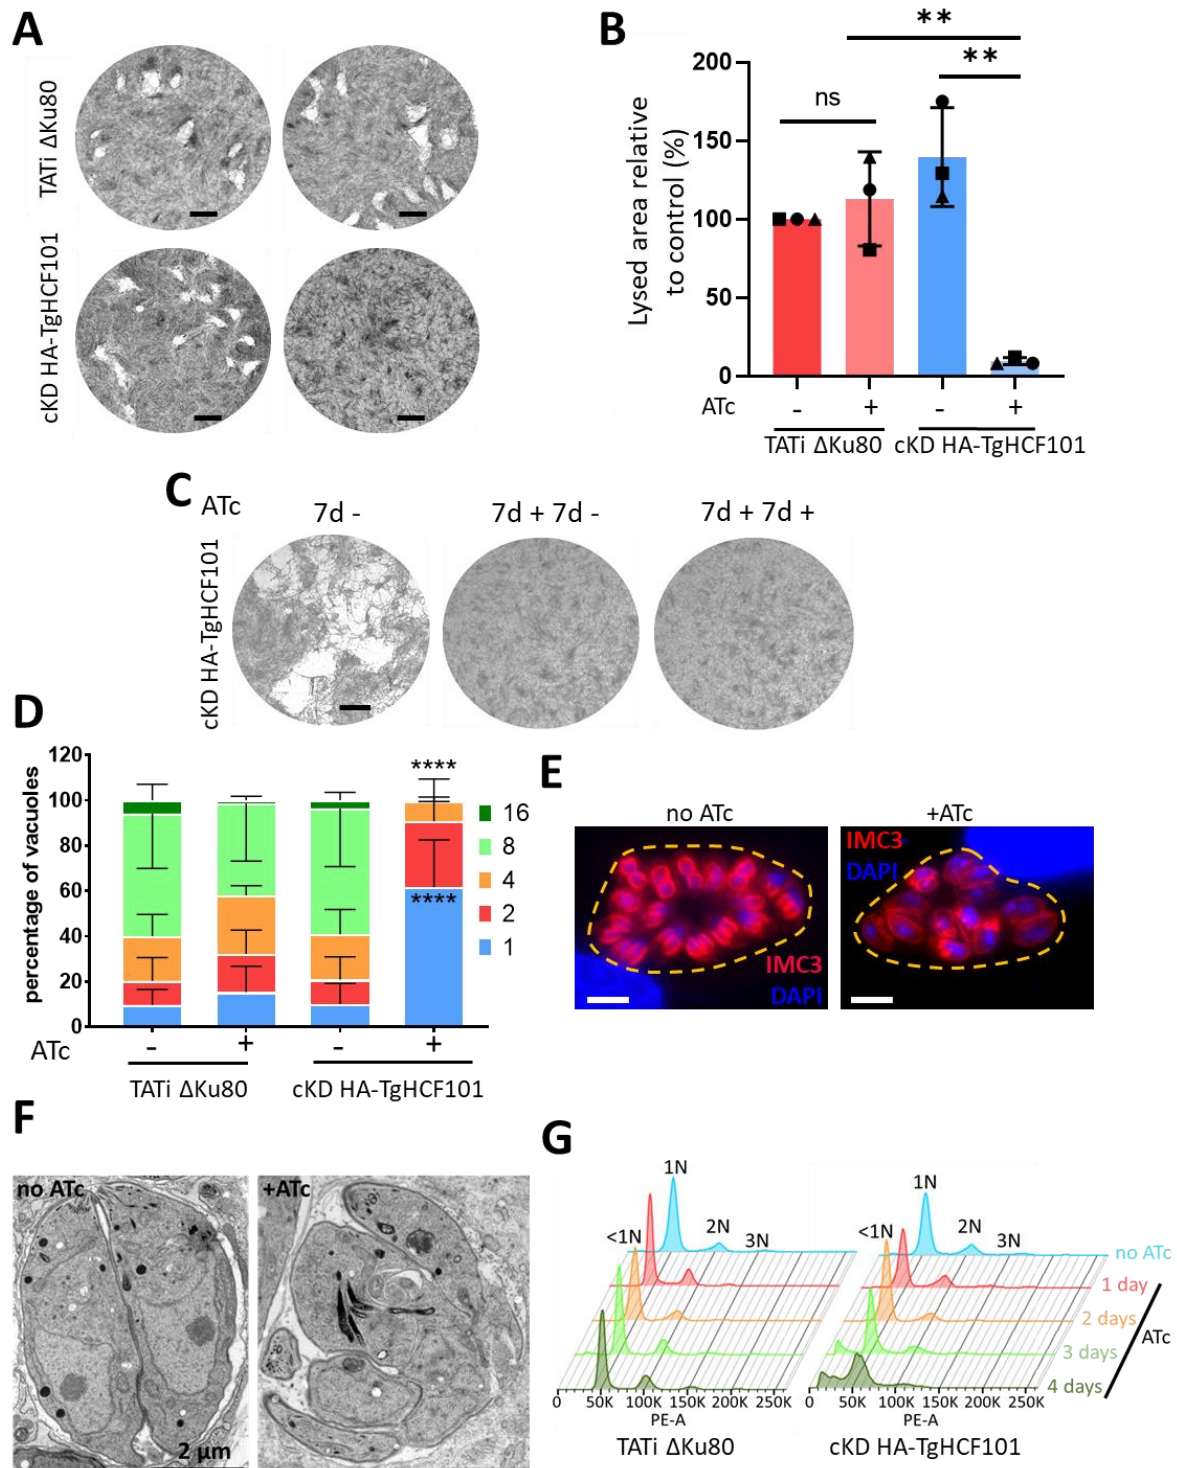 A
TATi ΔKu80
cKD HA-TgHCF101
B
**
**
ns
Lysed area relative
to control (%)
200
150
100
50
0
ATc - + - +
TATi ΔKu80 cKD HA-TgHCF101
C
ATc 7d - 7d + 7d - 7d + 7d +
cKD HA-TgHCF101
D
percentage of vacuoles
120
100
80
60
40
20
0
****
****
16
8
4
2
1
ATc - + - +
TATi ΔKu80 cKD HA-TgHCF101
E
no ATc +ATc
IMC3
DAPI
IMC3
DAPI
F
no ATc +ATc
2 µm
G
1N
<1N 2N 3N
1N
<1N 2N 3N
no ATc
1 day
2 days
3 days
4 days
ATc
0 50K 100K 150K 200K 250K
PE-A
TATi ΔKu80
0 50K 100K 150K 200K 250K
PE-A
cKD HA-TgHCF101